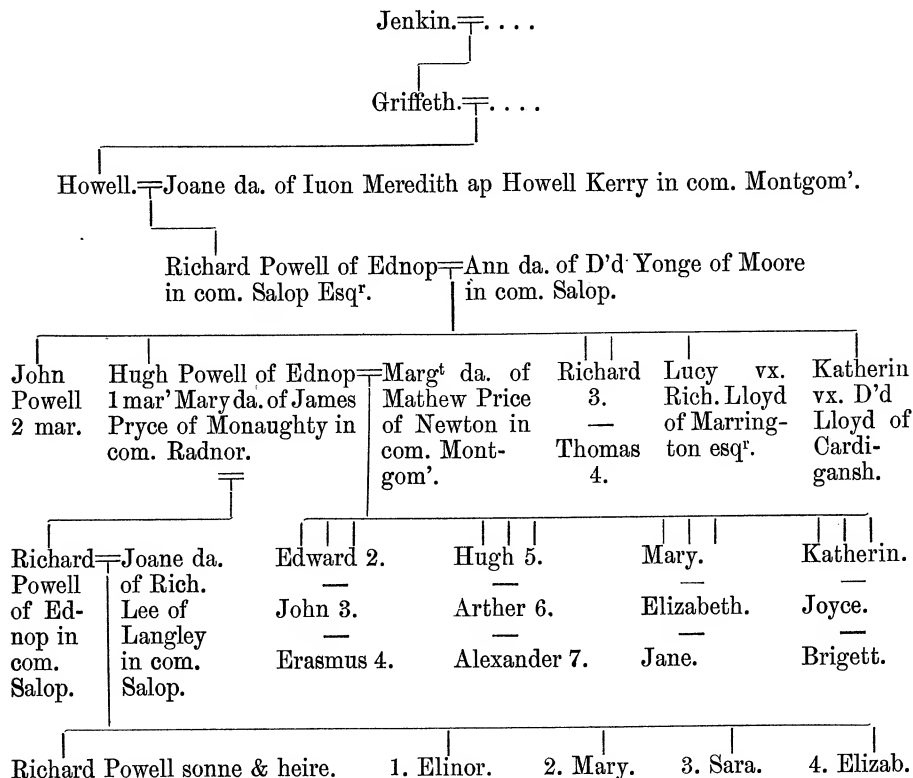 Jenkin. . . . .
Griffeth. . . . .
Howell. Joane da. of Iuon Meredith ap Howell Kerry in com. Montgom'.
Richard Powell of Ednop
in com. Salop Esqʳ.
Ann da. of D'd Yonge of Moore
in com. Salop.
John
Powell
2 mar.
Hugh Powell of Ednop
1 mar' Mary da. of James
Pryce of Monaughty in
com. Radnor.
Margᵗ da. of
Mathew Price
of Newton in
com. Mont-
gom'.
Richard
3.
—
Thomas
4.
Lucy vx.
Rich. Lloyd
of Marring-
ton esqʳ.
Katherin
vx. D'd
Lloyd of
Cardi-
gansh.
Richard
Powell
of Ed-
nop in
com.
Salop.
Joane da.
of Rich.
Lee of
Langley
in com.
Salop.
Edward 2.
—
John 3.
—
Erasmus 4.
Hugh 5.
—
Arther 6.
—
Alexander 7.
Mary.
—
Elizabeth.
—
Jane.
Katherin.
—
Joyce.
—
Brigett.
Richard Powell sonne & heire. 1. Elinor. 2. Mary. 3. Sara. 4. Elizab.